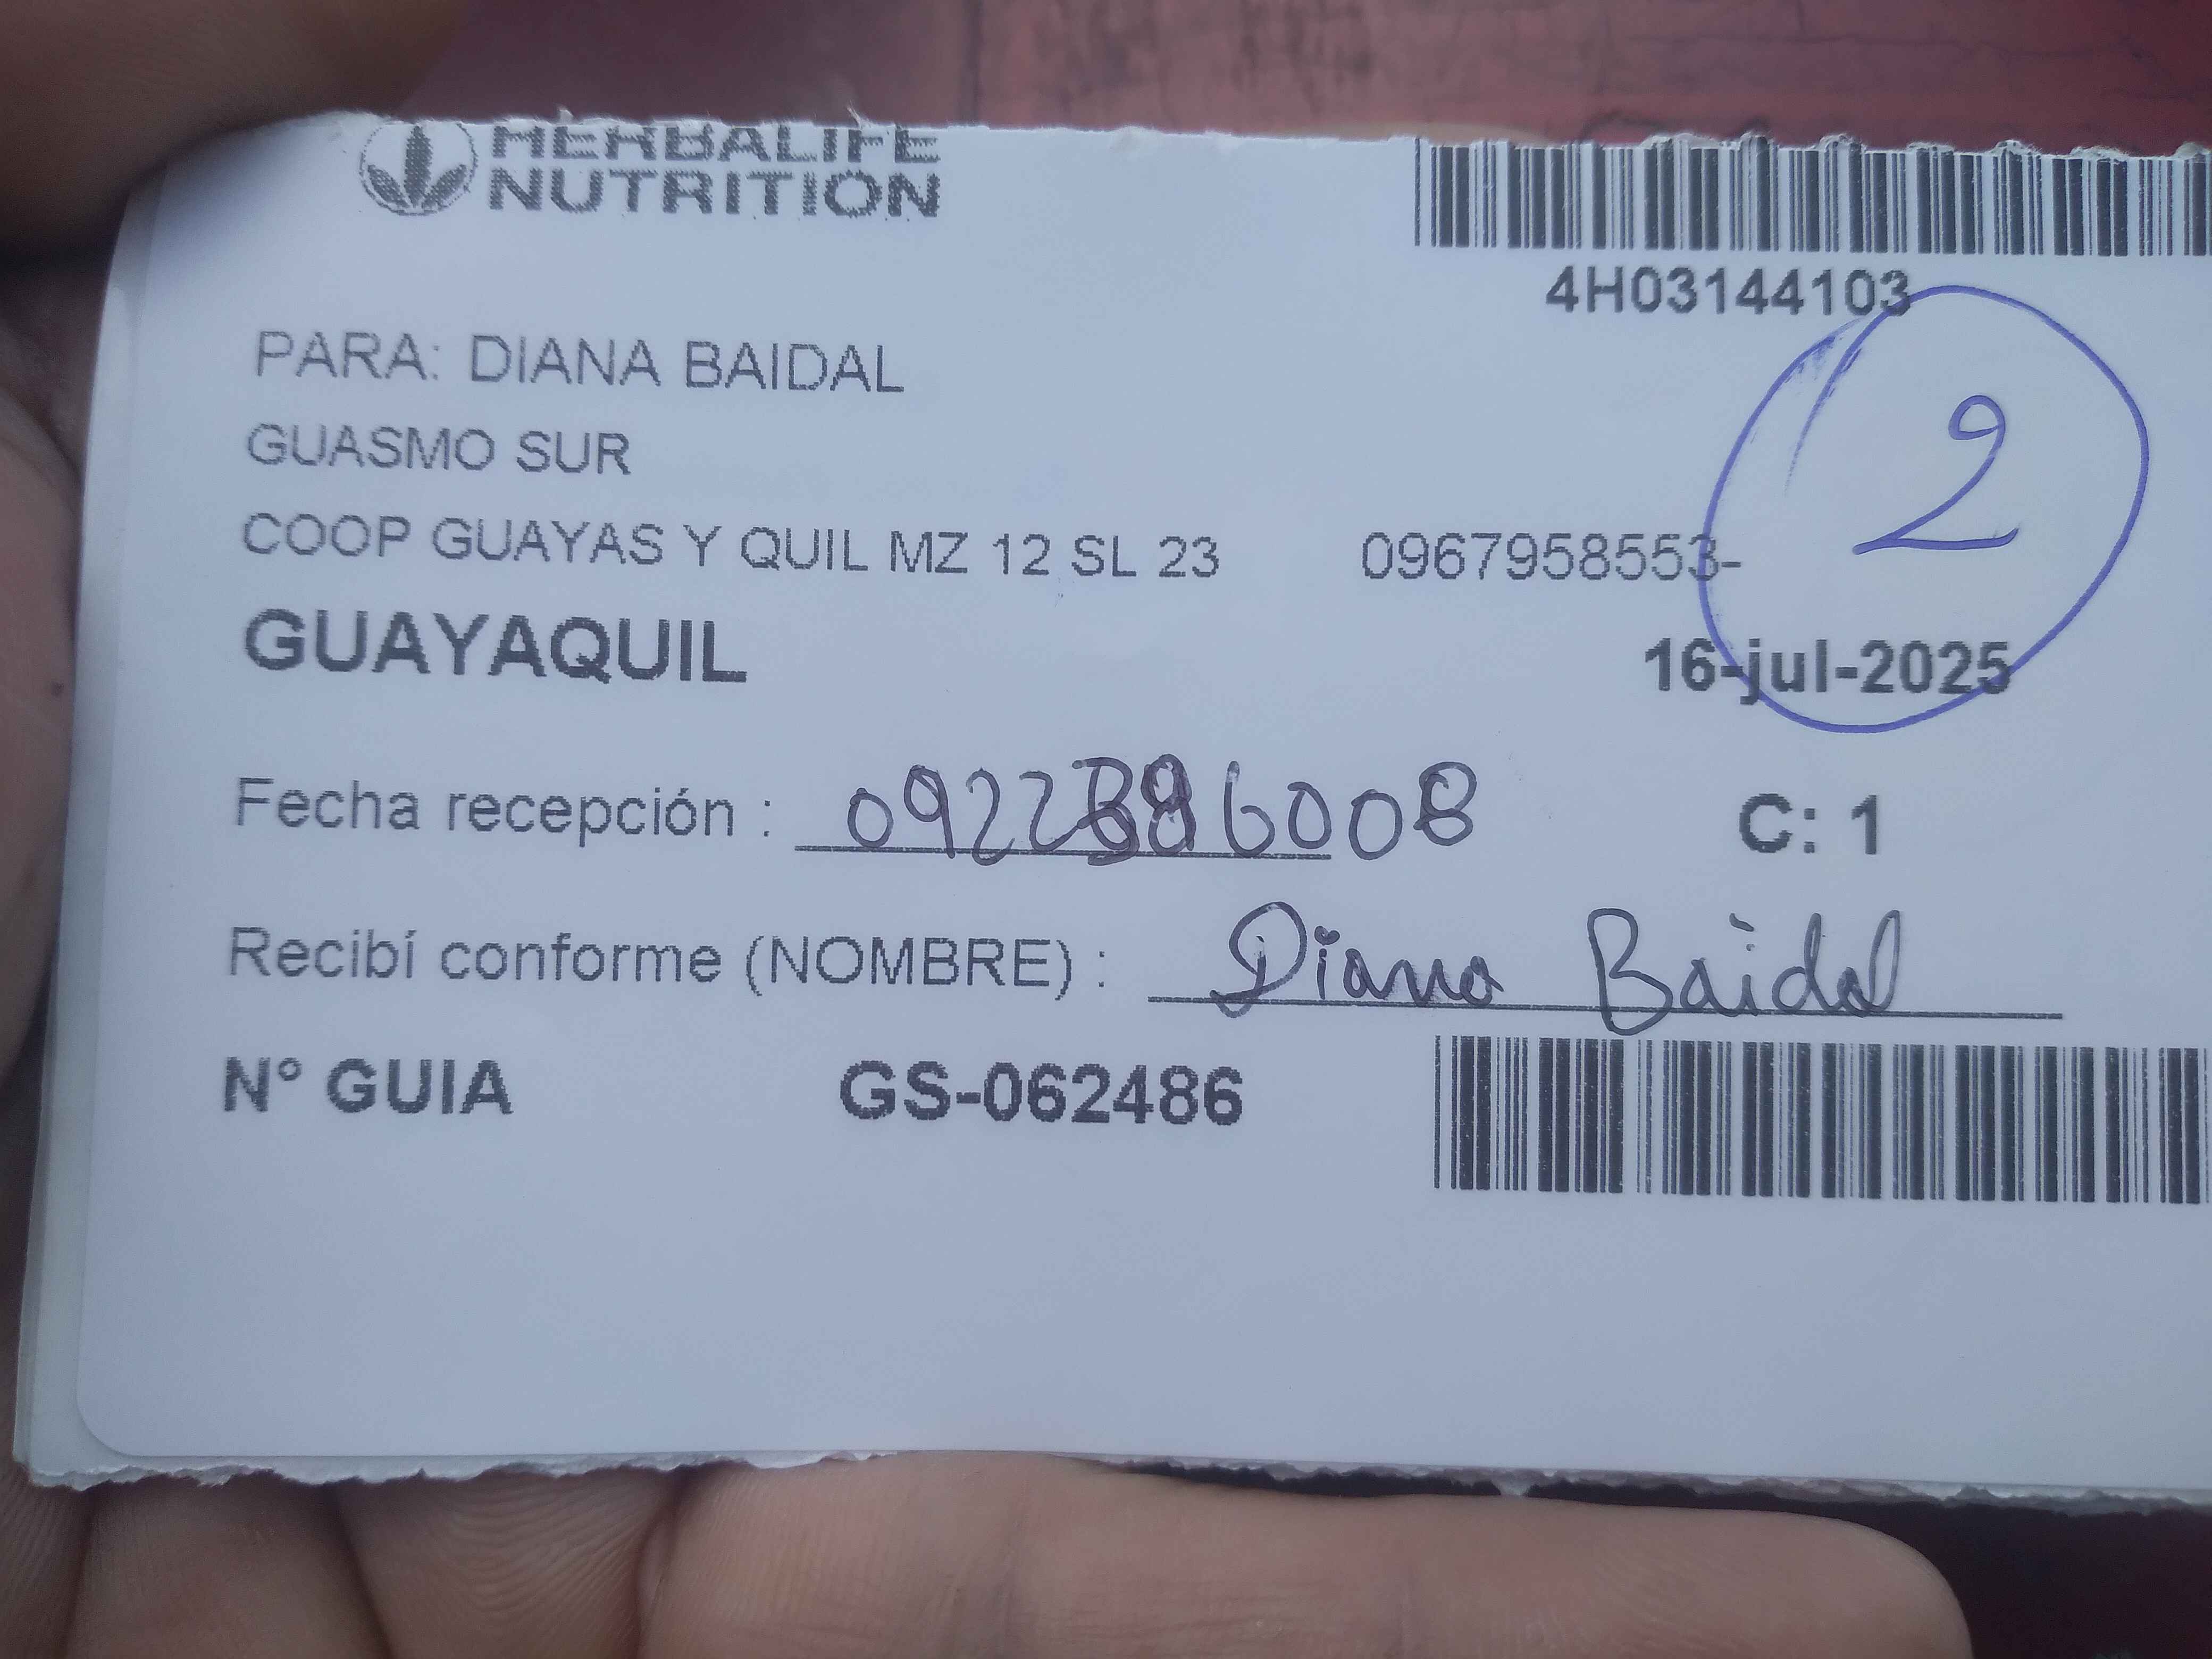 HERBALIFE
NUTRITION
4H03144103
PARA: DIANA BAIDAL
2
GUASMO SUR
COOP GUAYAS Y QUIL MZ 12 SL 23 0967958553-
GUAYAQUIL 16-jul-2025
Fecha recepción : C: 1
Recibí conforme (NOMBRE) : Diana Baidal
N° GUIA GS-062486